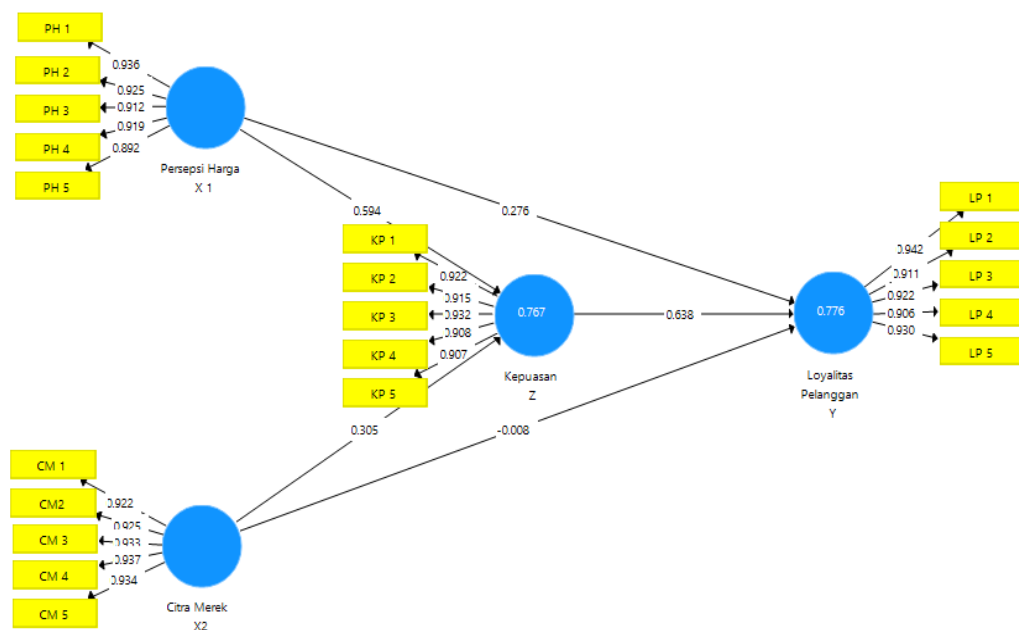 PH 1
PH 2
PH 3
PH 4
PH 5
0.936
0.925
0.912
0.919
0.892
Persepsi Harga
X 1
0.594
0.276
KP 1
KP 2
KP 3
KP 4
KP 5
0.922
0.915
0.932
0.908
0.907
0.767
Kepuasan
Z
0.638
LP 1
LP 2
LP 3
LP 4
LP 5
0.942
0.911
0.922
0.906
0.930
0.776
Loyalitas
Pelanggan
Y
0.305
-0.008
CM 1
CM2
CM 3
CM 4
CM 5
0.922
0.925
0.933
0.937
0.934
Citra Merek
X2